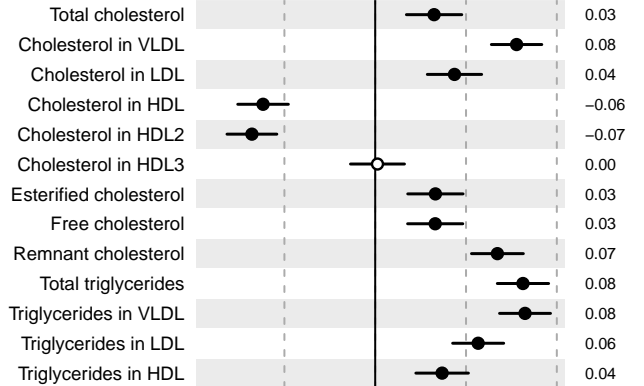 Total cholesterol 0.03
Cholesterol in VLDL 0.08
Cholesterol in LDL 0.04
Cholesterol in HDL −0.06
Cholesterol in HDL2 −0.07
Cholesterol in HDL3 0.00
Esterified cholesterol 0.03
Free cholesterol 0.03
Remnant cholesterol 0.07
Total triglycerides 0.08
Triglycerides in VLDL 0.08
Triglycerides in LDL 0.06
Triglycerides in HDL 0.04